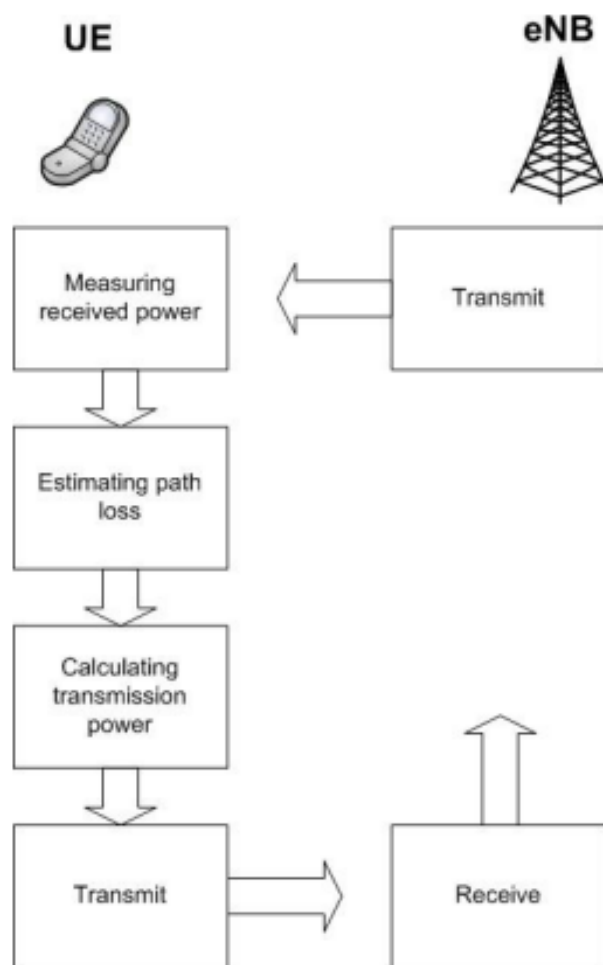 UE
eNB
Measuring
received power
Transmit
Estimating path
loss
Calculating
transmission
power
Transmit
Receive